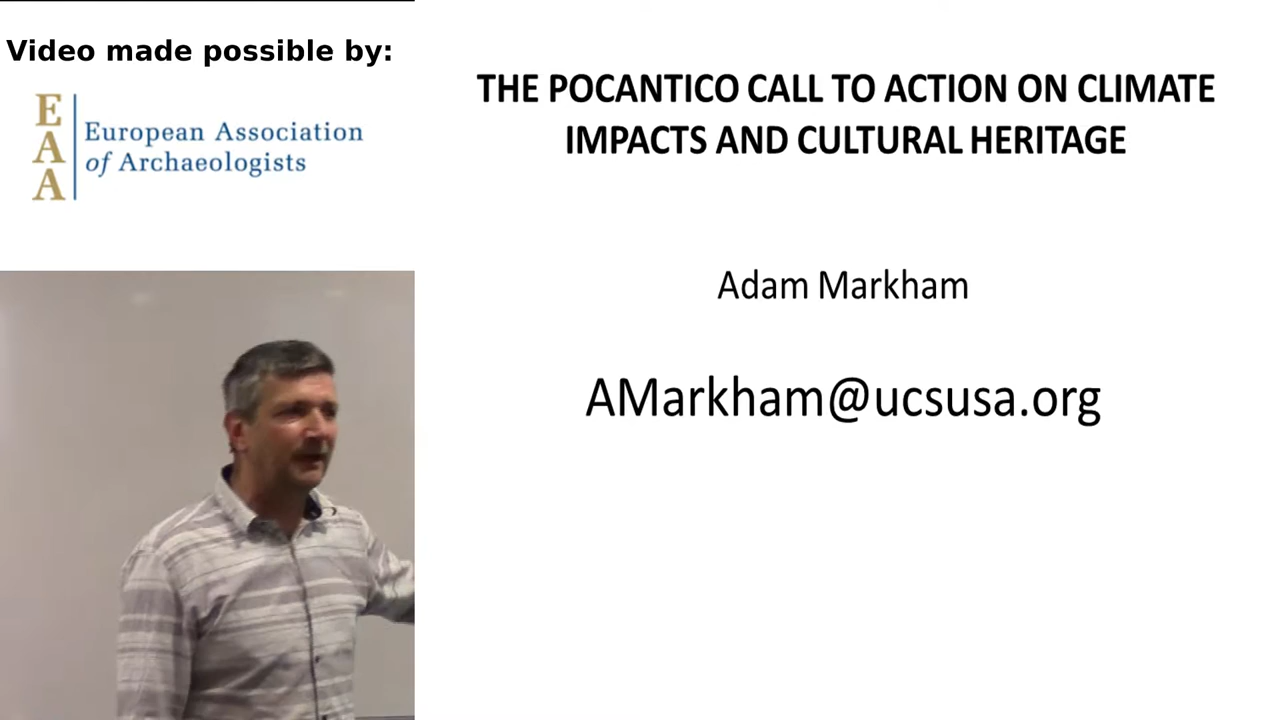 Video made possible by:
EAA
European Association
of Archaeologists
THE POCANTICO CALL TO ACTION ON CLIMATE
IMPACTS AND CULTURAL HERITAGE
Adam Markham
AMarkham@ucsusa.org